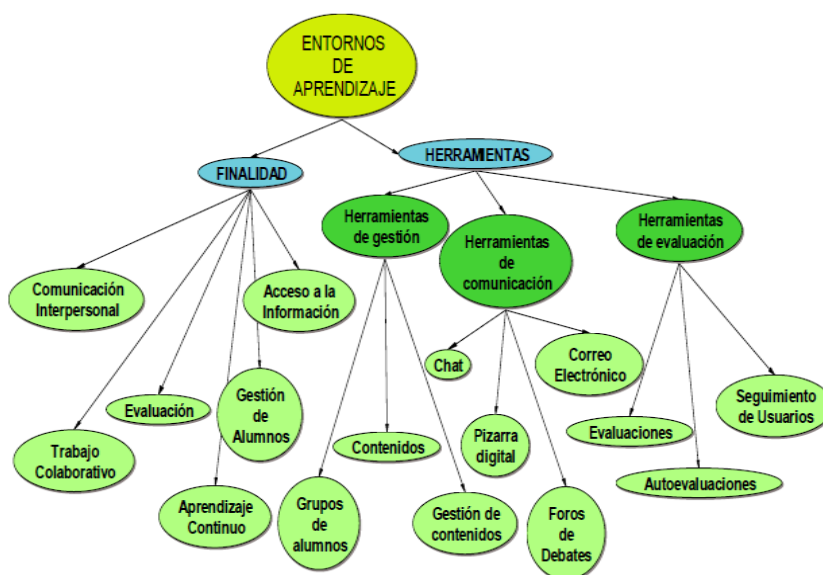 ENTORNOS
DE
APRENDIZAJE
FINALIDAD
HERRAMIENTAS
Herramientas
de gestión
Herramientas
de
comunicación
Herramientas
de evaluación
Comunicación
Interpersonal
Acceso a la
Información
Chat
Correo
Electrónico
Evaluación
Gestión
de
Alumnos
Seguimiento
de Usuarios
Trabajo
Colaborativo
Contenidos
Pizarra
digital
Evaluaciones
Autoevaluaciones
Aprendizaje
Continuo
Grupos
de
alumnos
Gestión de
contenidos
Foros
de
Debates